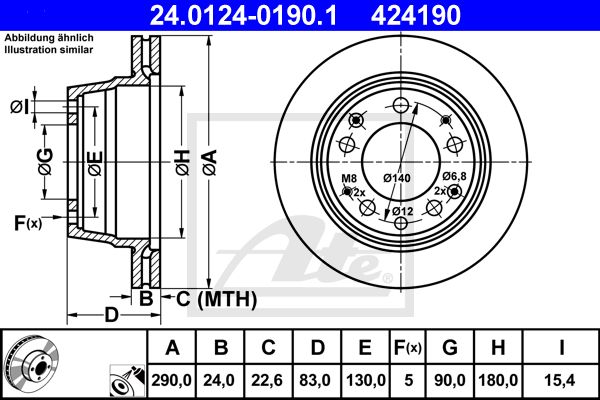 24.0124-0190.1 424190
Abbildung ähnlich
Illustration similar
ØI
ØG
ØE
ØH
ØA
F(x)
B
C (MTH)
D
M8
2x
Ø140
Ø6,8
2x
Ø12
Ate
®
A B C D E F(x) G H I
290,0 24,0 22,6 83,0 130,0 5 90,0 180,0 15,4